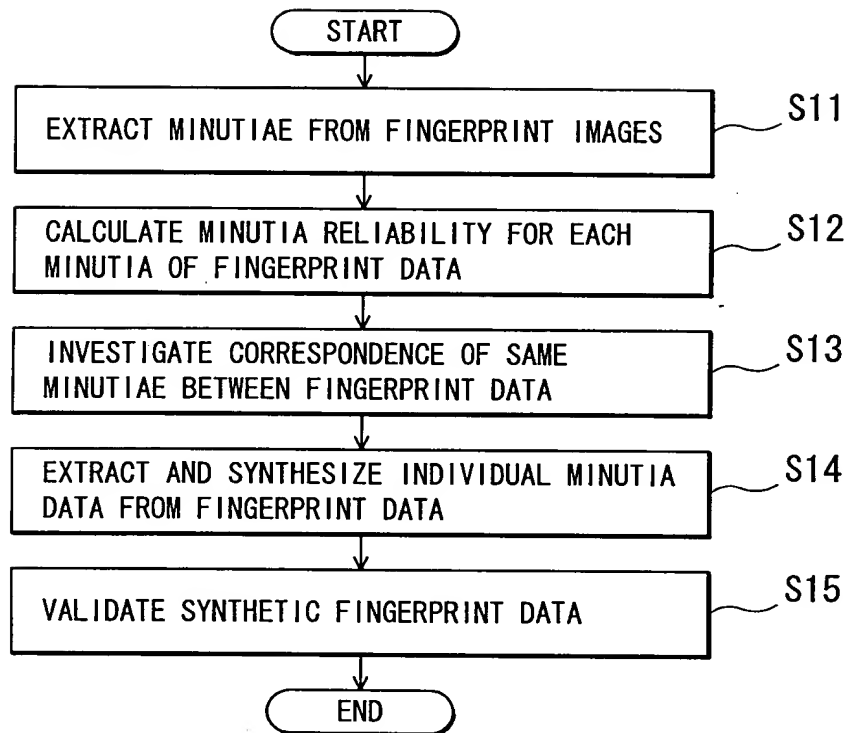 START
EXTRACT MINUTIAE FROM FINGERPRINT IMAGES
S11
CALCULATE MINUTIA RELIABILITY FOR EACH
MINUTIA OF FINGERPRINT DATA
S12
INVESTIGATE CORRESPONDENCE OF SAME
MINUTIAE BETWEEN FINGERPRINT DATA
S13
EXTRACT AND SYNTHESIZE INDIVIDUAL MINUTIA
DATA FROM FINGERPRINT DATA
S14
VALIDATE SYNTHETIC FINGERPRINT DATA
S15
END